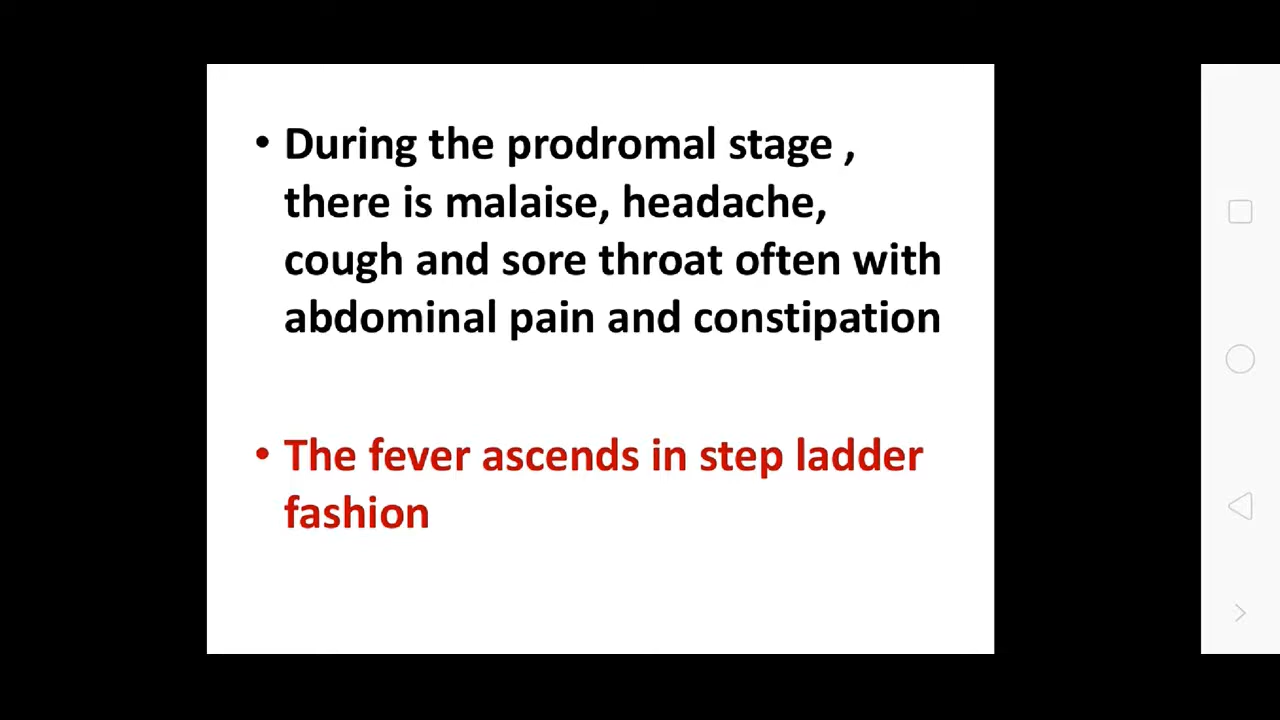 • During the prodromal stage ,
there is malaise, headache,
cough and sore throat often with
abdominal pain and constipation
• The fever ascends in step ladder
fashion